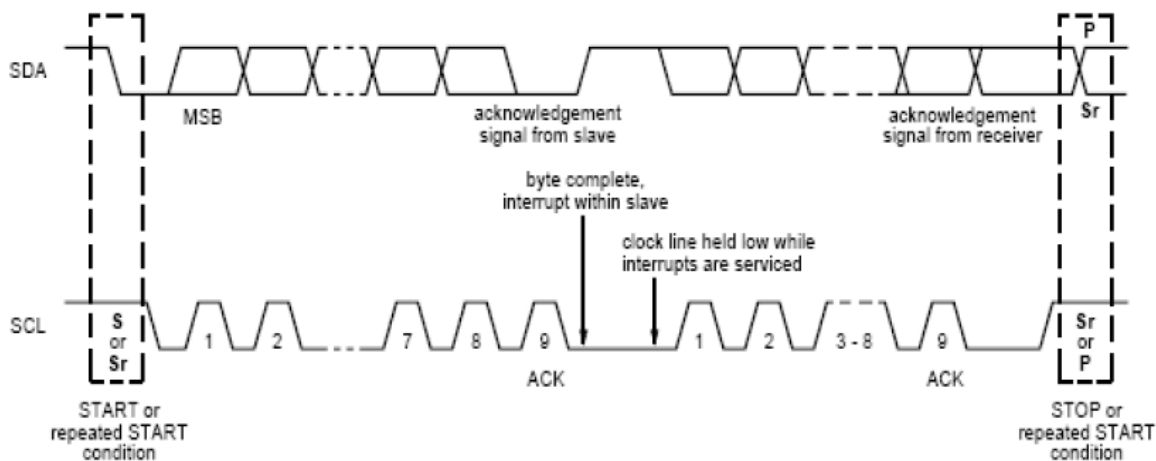 P
SDA
MSB
acknowledgement
signal from slave
acknowledgement
signal from receiver
Sr
byte complete,
interrupt within slave
clock line held low while
interrupts are serviced
SCL
S
or
Sr
1
2
7
8
9
1
2
3 - 8
9
Sr
or
P
ACK
ACK
START or
repeated START
condition
STOP or
repeated START
condition